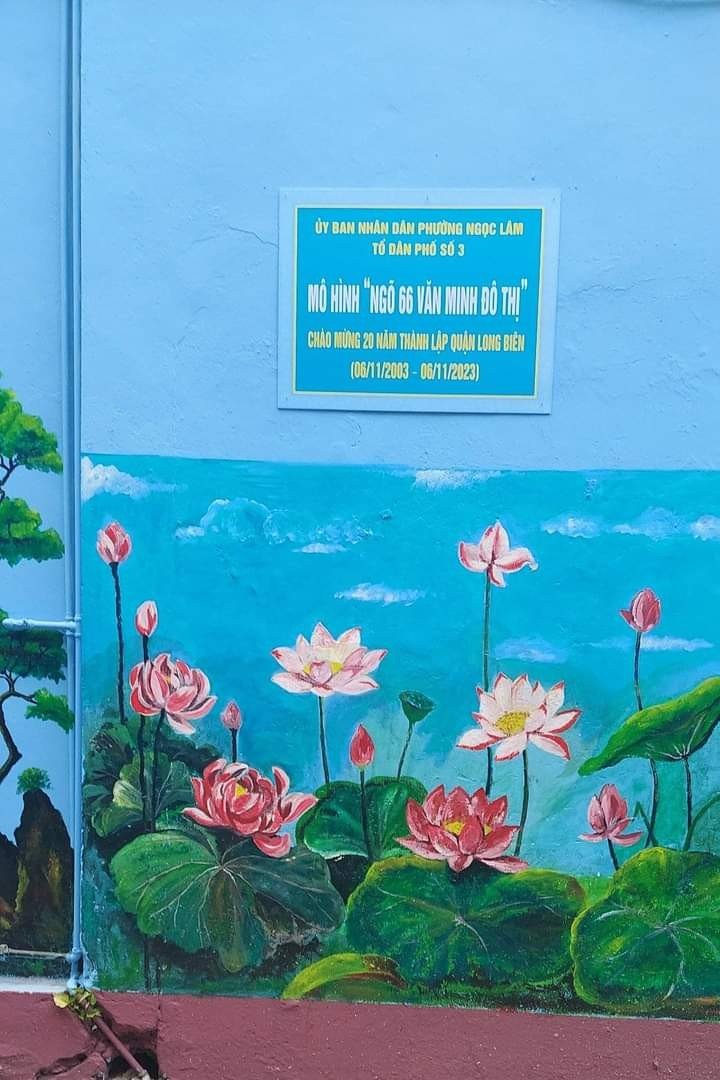 ỦY BAN NHÂN DÂN PHƯỜNG NGỌC LÂM
TỔ DÂN PHỐ SỐ 3
MÔ HÌNH "NGÕ 66 VĂN MINH ĐÔ THỊ"
CHÀO MỪNG 20 NĂM THÀNH LẬP QUẬN LONG BIÊN
(06/11/2003 - 06/11/2023)